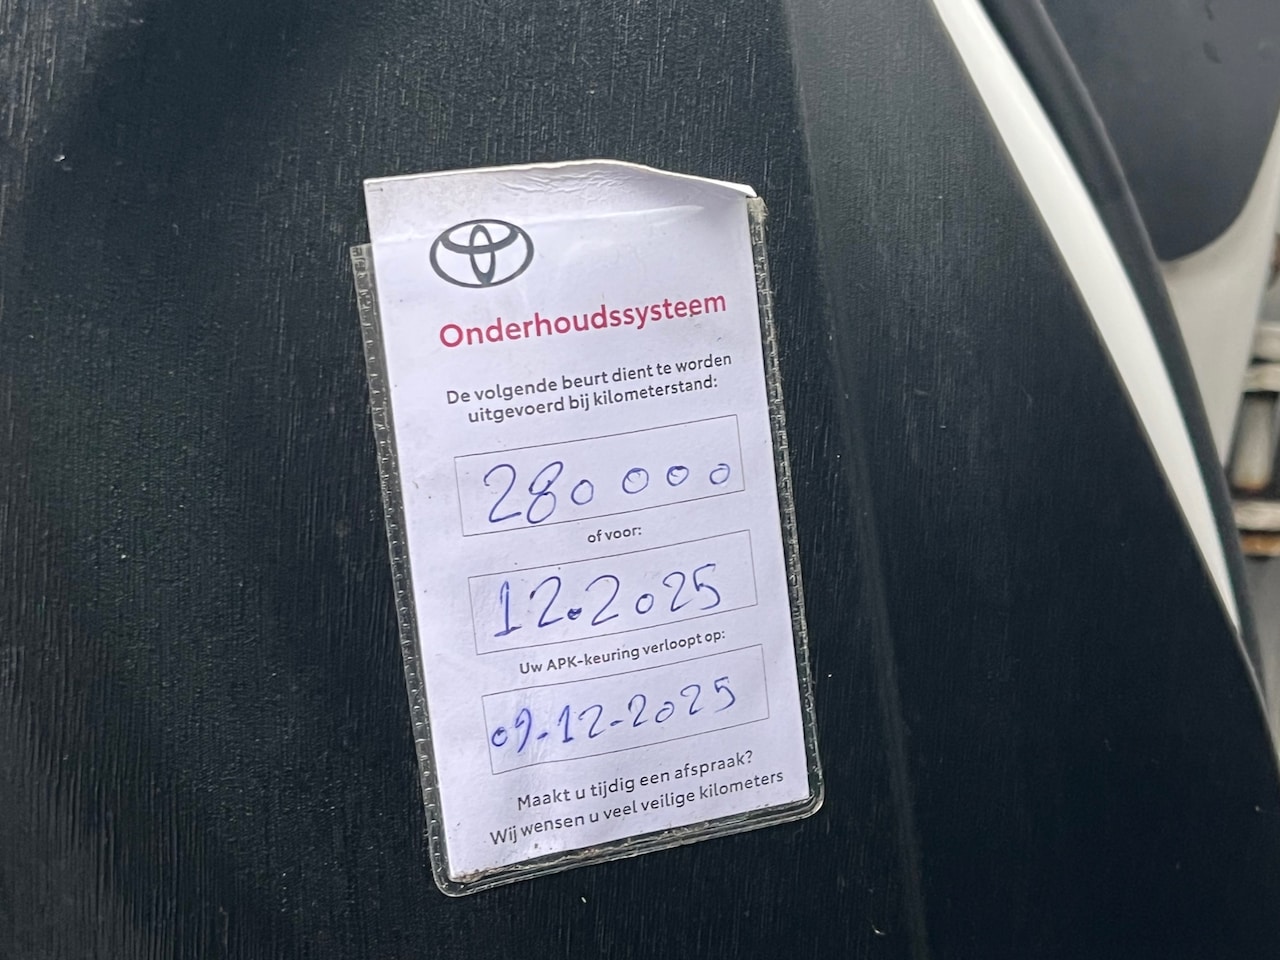 Onderhoudssysteem
De volgende beurt dient te worden
uitgevoerd bij kilometerstand:
280000
of voor:
12.2025
Uw APK-keuring verloopt op:
09-12-2025
Maakt u tijdig een afspraak?
Wij wensen u veel veilige kilometers